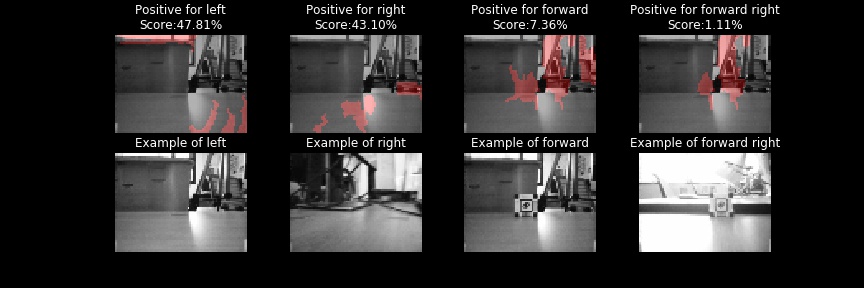 Positive for left
Score:47.81%
Positive for right
Score:43.10%
Positive for forward
Score:7.36%
Positive for forward right
Score:1.11%
Example of left
Example of right
Example of forward
Example of forward right